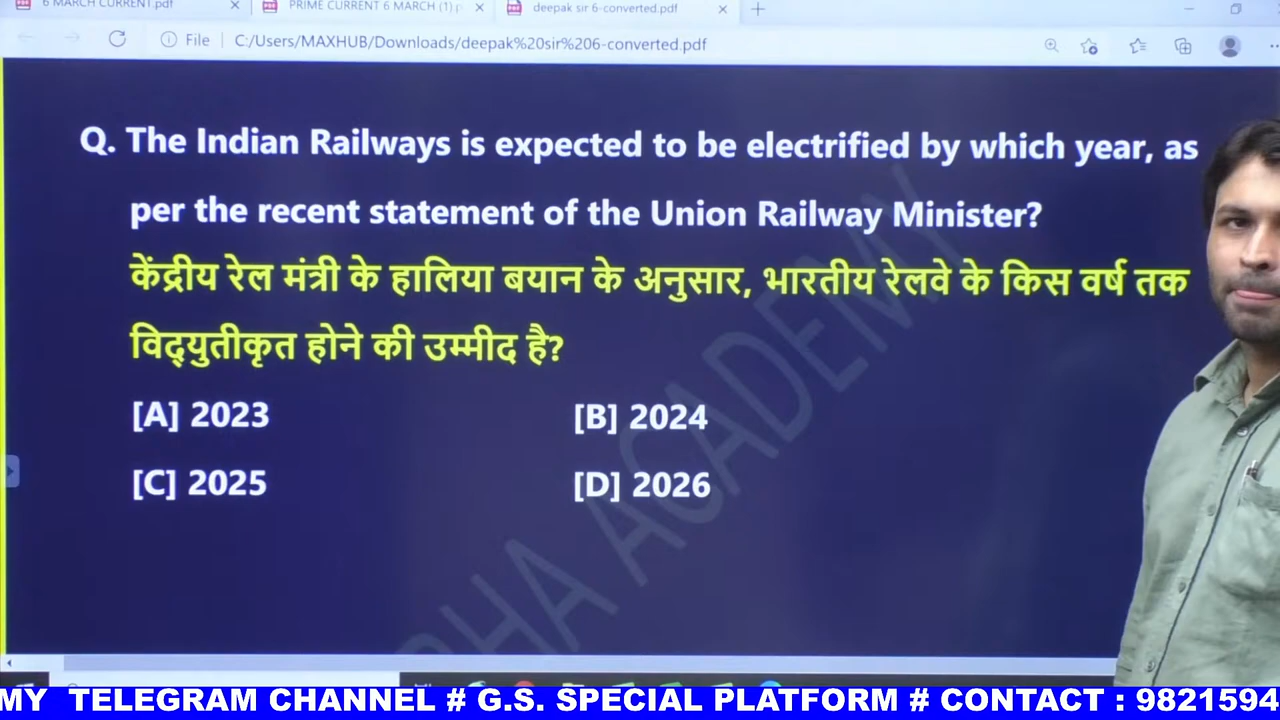 6 MARCH CURRENT.pdf
PRIME CURRENT 6 MARCH (1).p
deepak sir 6-converted.pdf
File
C:/Users/MAXHUB/Downloads/deepak%20sir%206-converted.pdf
Q. The Indian Railways is expected to be electrified by which year, as
per the recent statement of the Union Railway Minister?
केंद्रीय रेल मंत्री के हालिया बयान के अनुसार, भारतीय रेलवे के किस वर्ष तक
विद्युतीकृत होने की उम्मीद है?
[A] 2023
[B] 2024
[C] 2025
[D] 2026
ACADEMY
MY TELEGRAM CHANNEL # G.S. SPECIAL PLATFORM # CONTACT : 9821594